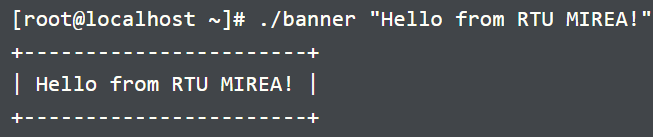 [root@localhost ~]# ./banner "Hello from RTU MIREA!"
+-----------------------+
| Hello from RTU MIREA! |
+-----------------------+